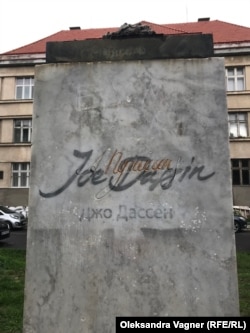 Joe Dassin
Джо Дассен
Oleksandra Vagner RFE/RL)